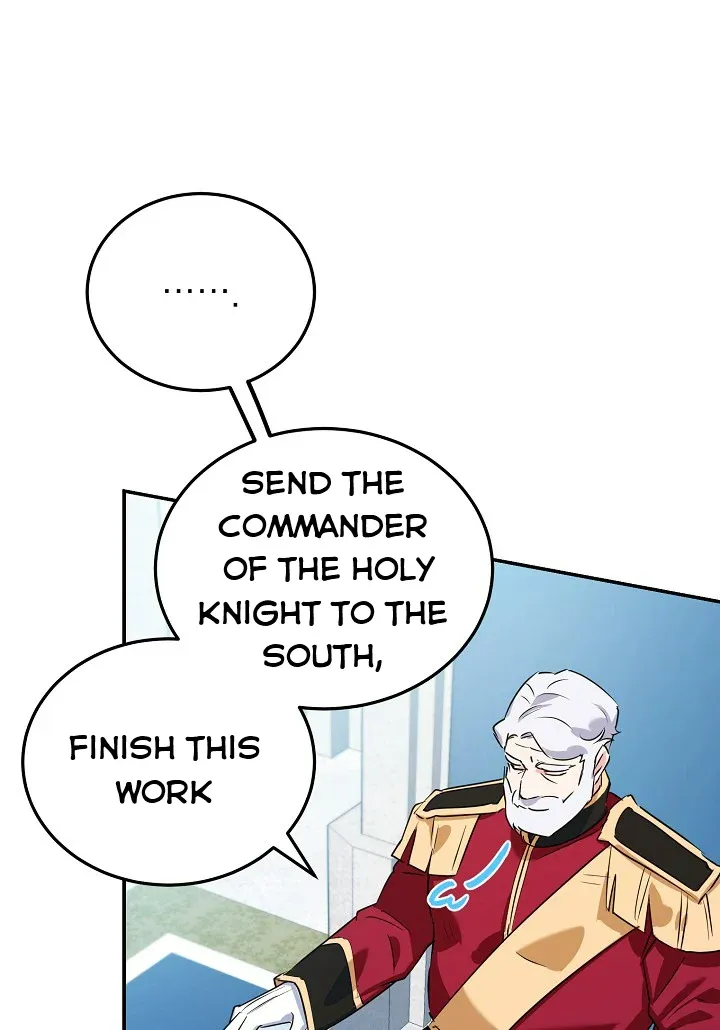 .......
SEND THE
COMMANDER
OF THE HOLY
KNIGHT TO THE
SOUTH,
FINISH THIS
WORK